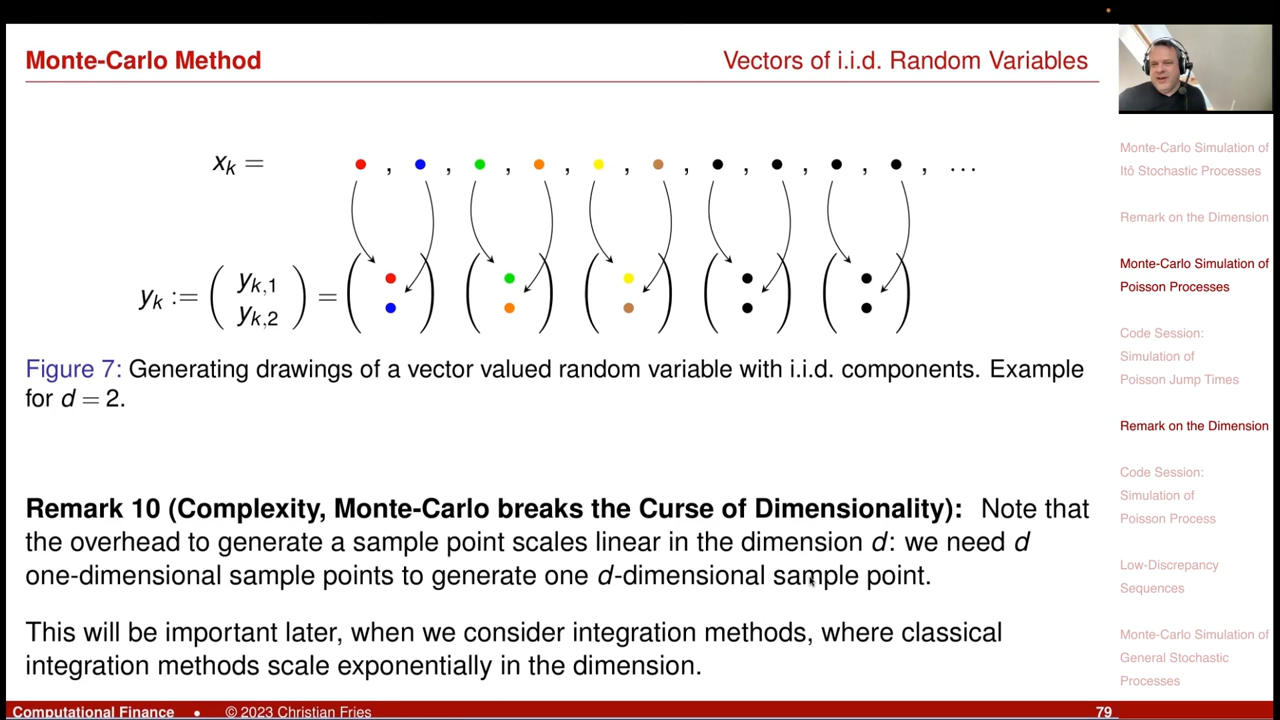 Monte-Carlo Method
Vectors of i.i.d. Random Variables
x_k = , , , , , , , , , , ...
y_k := ( y_{k,1} y_{k,2} ) =
Figure 7: Generating drawings of a vector valued random variable with i.i.d. components. Example
for d = 2.
Remark 10 (Complexity, Monte-Carlo breaks the Curse of Dimensionality): Note that
the overhead to generate a sample point scales linear in the dimension d: we need d
one-dimensional sample points to generate one d-dimensional sample point.
This will be important later, when we consider integration methods, where classical
integration methods scale exponentially in the dimension.
Monte-Carlo Simulation of
Itô Stochastic Processes
Remark on the Dimension
Monte-Carlo Simulation of
Poisson Processes
Code Session:
Simulation of
Poisson Jump Times
Remark on the Dimension
Code Session:
Simulation of
Poisson Process
Low-Discrepancy
Sequences
Monte-Carlo Simulation of
General Stochastic
Processes
Computational Finance • © 2023 Christian Fries
79